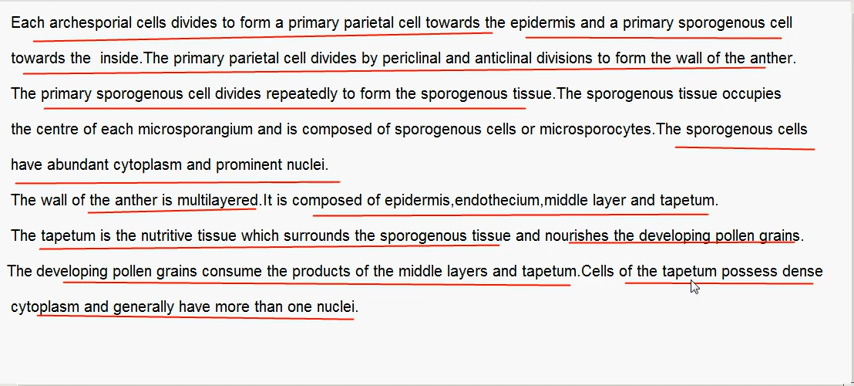 Each archesporial cells divides to form a primary parietal cell towards the epidermis and a primary sporogenous cell
towards the inside.The primary parietal cell divides by periclinal and anticlinal divisions to form the wall of the anther.
The primary sporogenous cell divides repeatedly to form the sporogenous tissue.The sporogenous tissue occupies
the centre of each microsporangium and is composed of sporogenous cells or microsporocytes.The sporogenous cells
have abundant cytoplasm and prominent nuclei.
The wall of the anther is multilayered.It is composed of epidermis,endothecium,middle layer and tapetum.
The tapetum is the nutritive tissue which surrounds the sporogenous tissue and nourishes the developing pollen grains.
The developing pollen grains consume the products of the middle layers and tapetum.Cells of the tapetum possess dense
cytoplasm and generally have more than one nuclei.